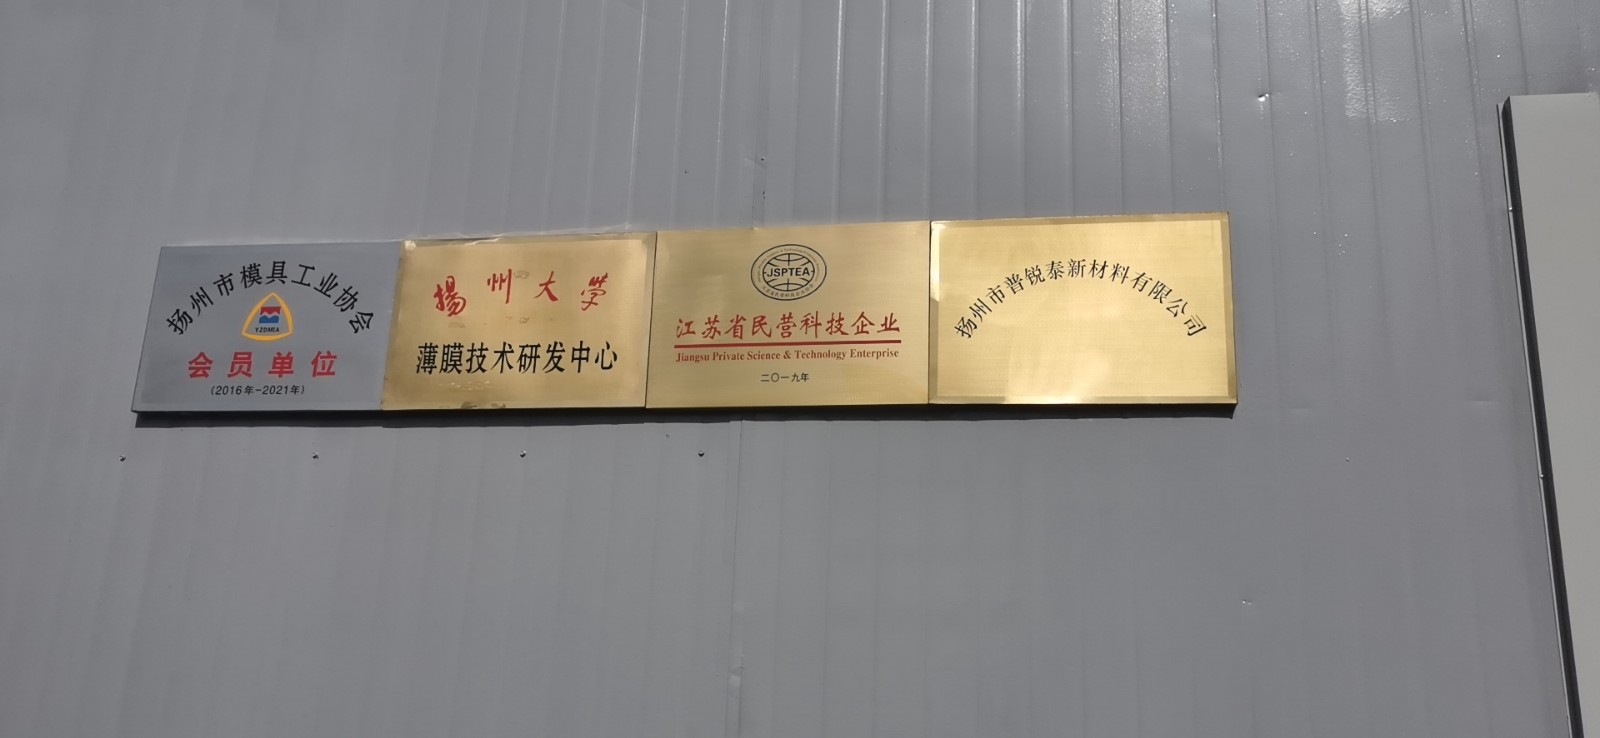 扬州市模具工业协会
YZDMEA
会员单位
(2016年-2021年)
揚州大学
薄膜技术研发中心
JSPTEA
江苏省民营科技企业
Jiangsu Private Science & Technology Enterprise
二〇一九年
扬州市普锐泰新材料有限公司